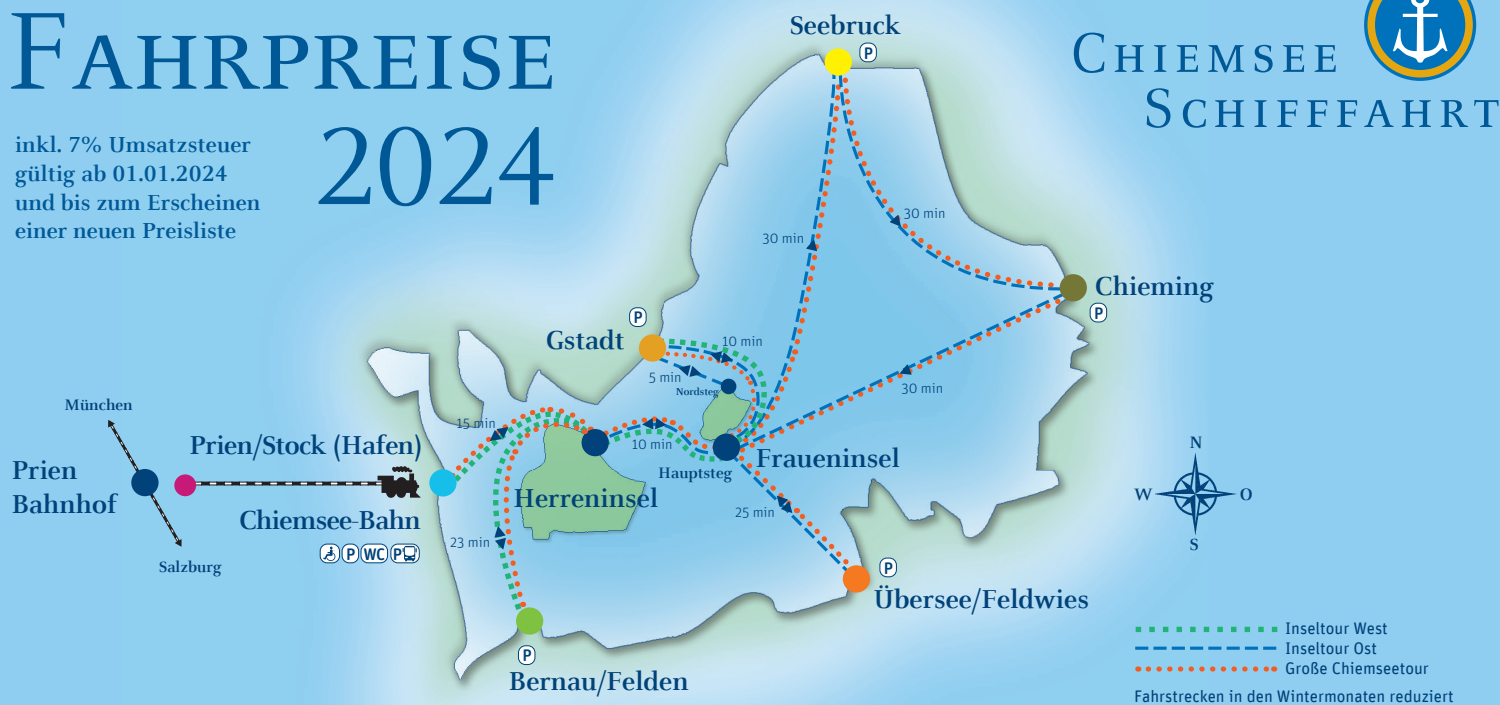 FAHRPREISE
2024
inkl. 7% Umsatzsteuer
gültig ab 01.01.2024
und bis zum Erscheinen
einer neuen Preisliste
CHIEMSEE
SCHIFFFAHRT
Seebruck
P
30 min
30 min
Chieming
P
P
Gstadt
10 min
5 min
Nordsteg
30 min
München
15 min
Prien/Stock (Hafen)
10 min
Fraueninsel
Hauptsteg
Prien
Bahnhof
Herreninsel
Chiemsee-Bahn
P WC P
25 min
23 min
Salzburg
P
Übersee/Feldwies
P
Bernau/Felden
N
W O
S
Inseltour West
Inseltour Ost
Große Chiemseetour
Fahrstrecken in den Wintermonaten reduziert